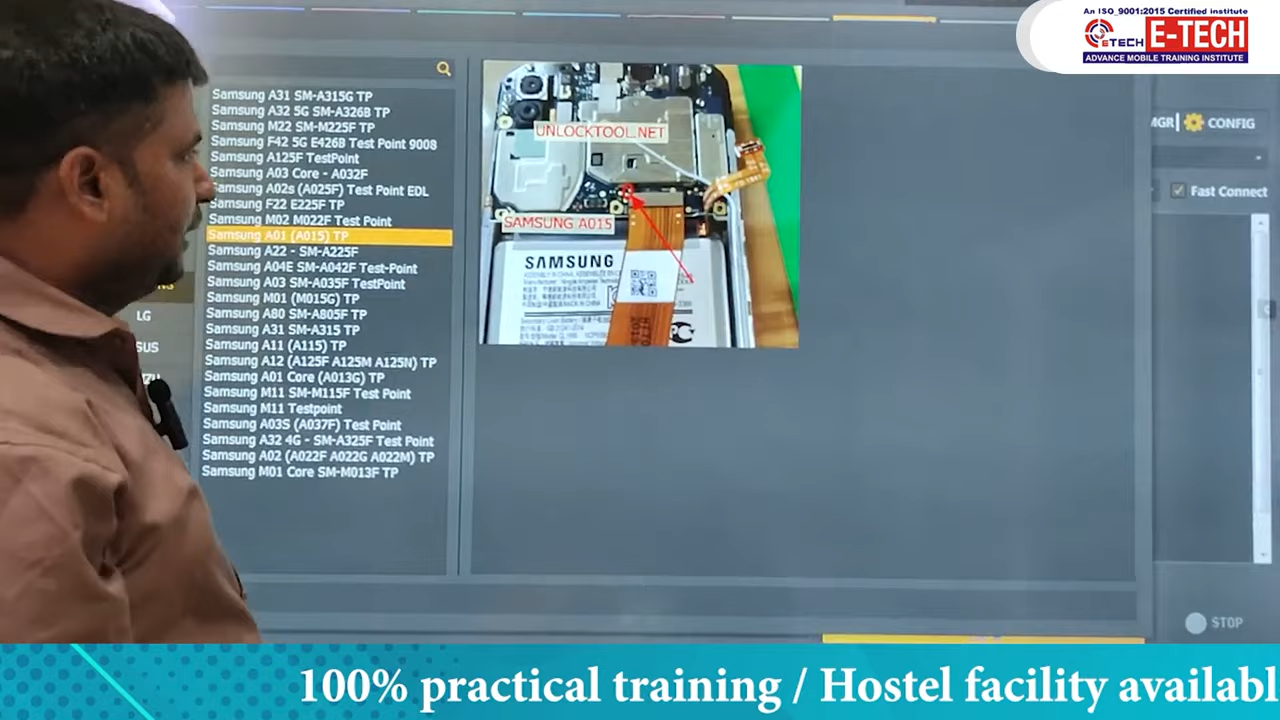 An ISO_9001:2015 Certified institute
ETECH E-TECH
ADVANCE MOBILE TRAINING INSTITUTE
Samsung A31 SM-A315G TP
Samsung A32 5G SM-A326B TP
Samsung M22 SM-M225F TP
Samsung F42 5G E426B Test Point 9008
Samsung A125F TestPoint
Samsung A03 Core - A032F
Samsung A02s (A025F) Test Point EDL
Samsung F22 E225F TP
Samsung M02 M022F Test Point
Samsung A01 (A015) TP
Samsung A22 - SM-A225F
Samsung A04E SM-A042F Test-Point
Samsung A03 SM-A035F TestPoint
Samsung M01 (M015G) TP
Samsung A80 SM-A805F TP
Samsung A31 SM-A315 TP
Samsung A11 (A115) TP
Samsung A12 (A125F A125M A125N) TP
Samsung A01 Core (A013G) TP
Samsung M11 SM-M115F Test Point
Samsung M11 Testpoint
Samsung A03S (A037F) Test Point
Samsung A32 4G - SM-A325F Test Point
Samsung A02 (A022F A022G A022M) TP
Samsung M01 Core SM-M013F TP
LG
SUS
ZU
UNLOCKTOOL.NET
SAMSUNG A015
SAMSUNG
MGR| CONFIG
Fast Connect
STOP
100% practical training / Hostel facility availabl